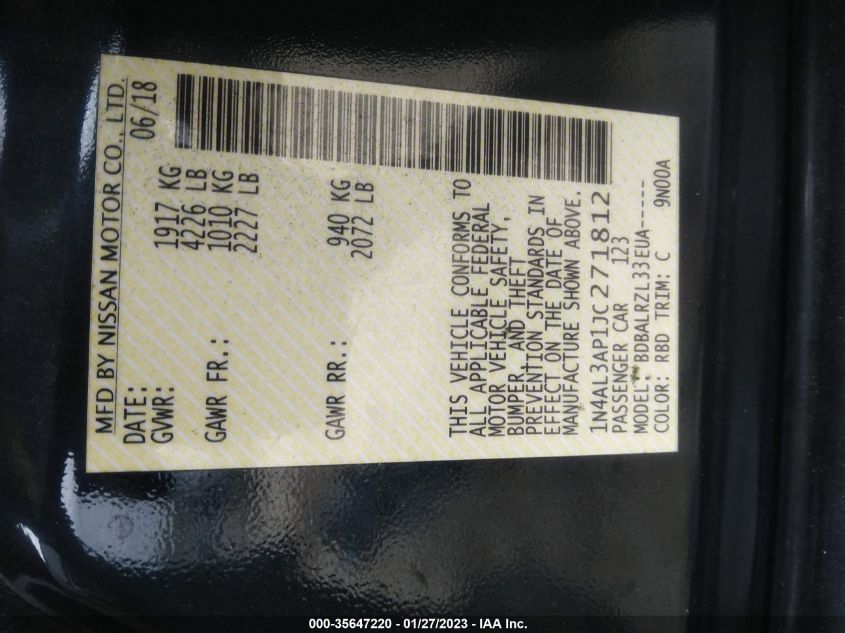 MFD BY NISSAN MOTOR CO., LTD.
DATE: 06/18
GVWR: 1917 KG
4226 LB
GAWR FR.: 1010 KG
2227 LB
GAWR RR.: 940 KG
2072 LB
THIS VEHICLE CONFORMS TO
ALL APPLICABLE FEDERAL
MOTOR VEHICLE SAFETY,
BUMPER, AND THEFT
PREVENTION STANDARDS IN
EFFECT ON THE DATE OF
MANUFACTURE SHOWN ABOVE.
1N4AL3AP1JC271812
PASSENGER CAR 123
MODEL: BDBALRZL33EUA-----
COLOR: RBD TRIM: C 9N00A
000-35647220 - 01/27/2023 - IAA Inc.